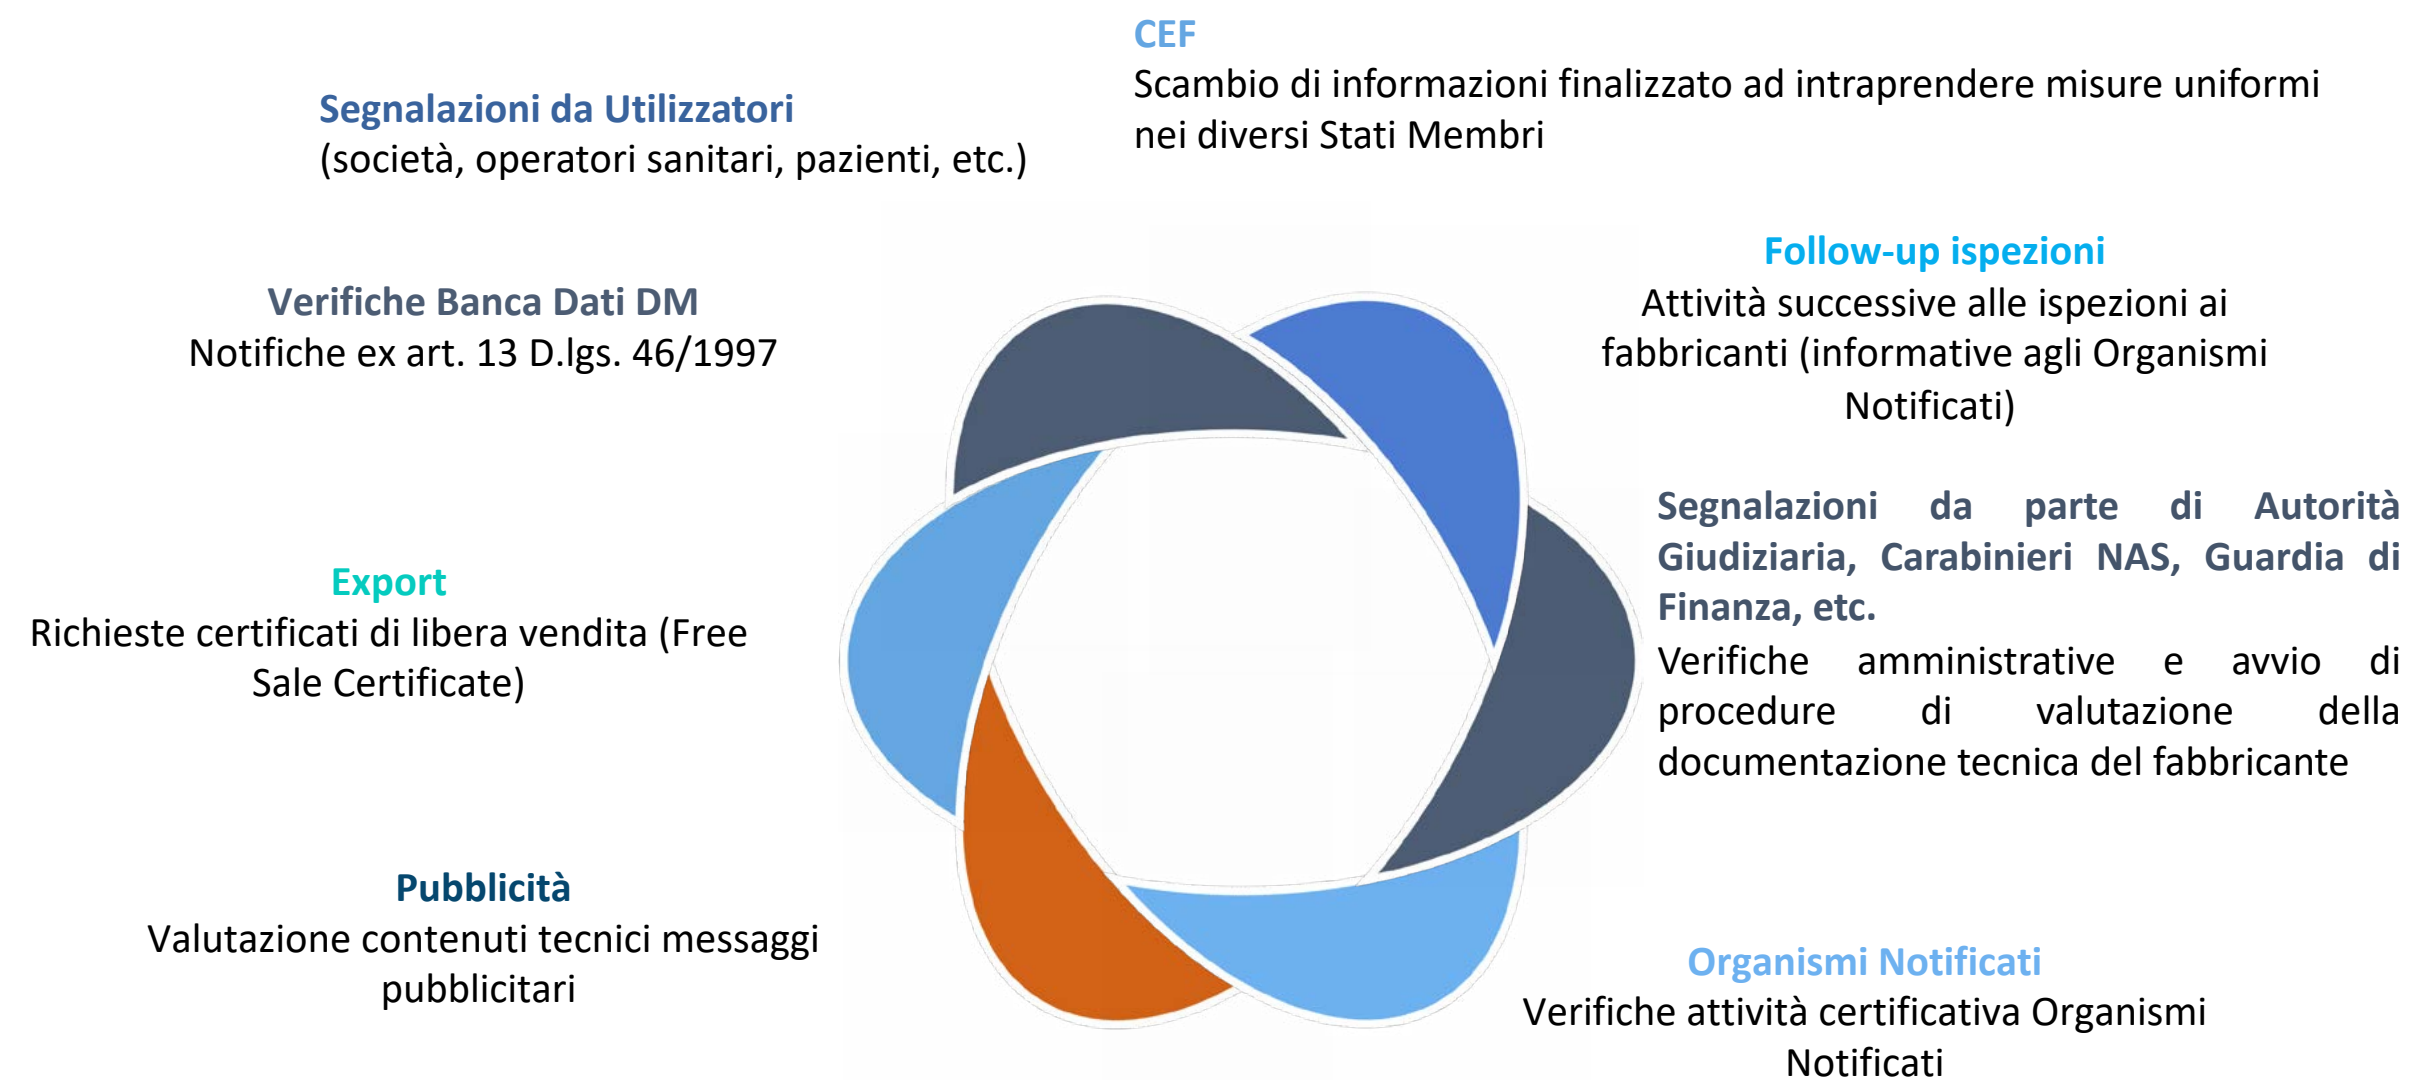 CEF
Scambio di informazioni finalizzato ad intraprendere misure uniformi
nei diversi Stati Membri
Segnalazioni da Utilizzatori
(società, operatori sanitari, pazienti, etc.)
Follow-up ispezioni
Attività successive alle ispezioni ai
fabbricanti (informative agli Organismi
Notificati)
Verifiche Banca Dati DM
Notifiche ex art. 13 D.lgs. 46/1997
Segnalazioni da parte di Autorità
Giudiziaria, Carabinieri NAS, Guardia di
Finanza, etc.
Verifiche amministrative e avvio di
procedure di valutazione della
documentazione tecnica del fabbricante
Export
Richieste certificati di libera vendita (Free
Sale Certificate)
Pubblicità
Valutazione contenuti tecnici messaggi
pubblicitari
Organismi Notificati
Verifiche attività certificativa Organismi
Notificati